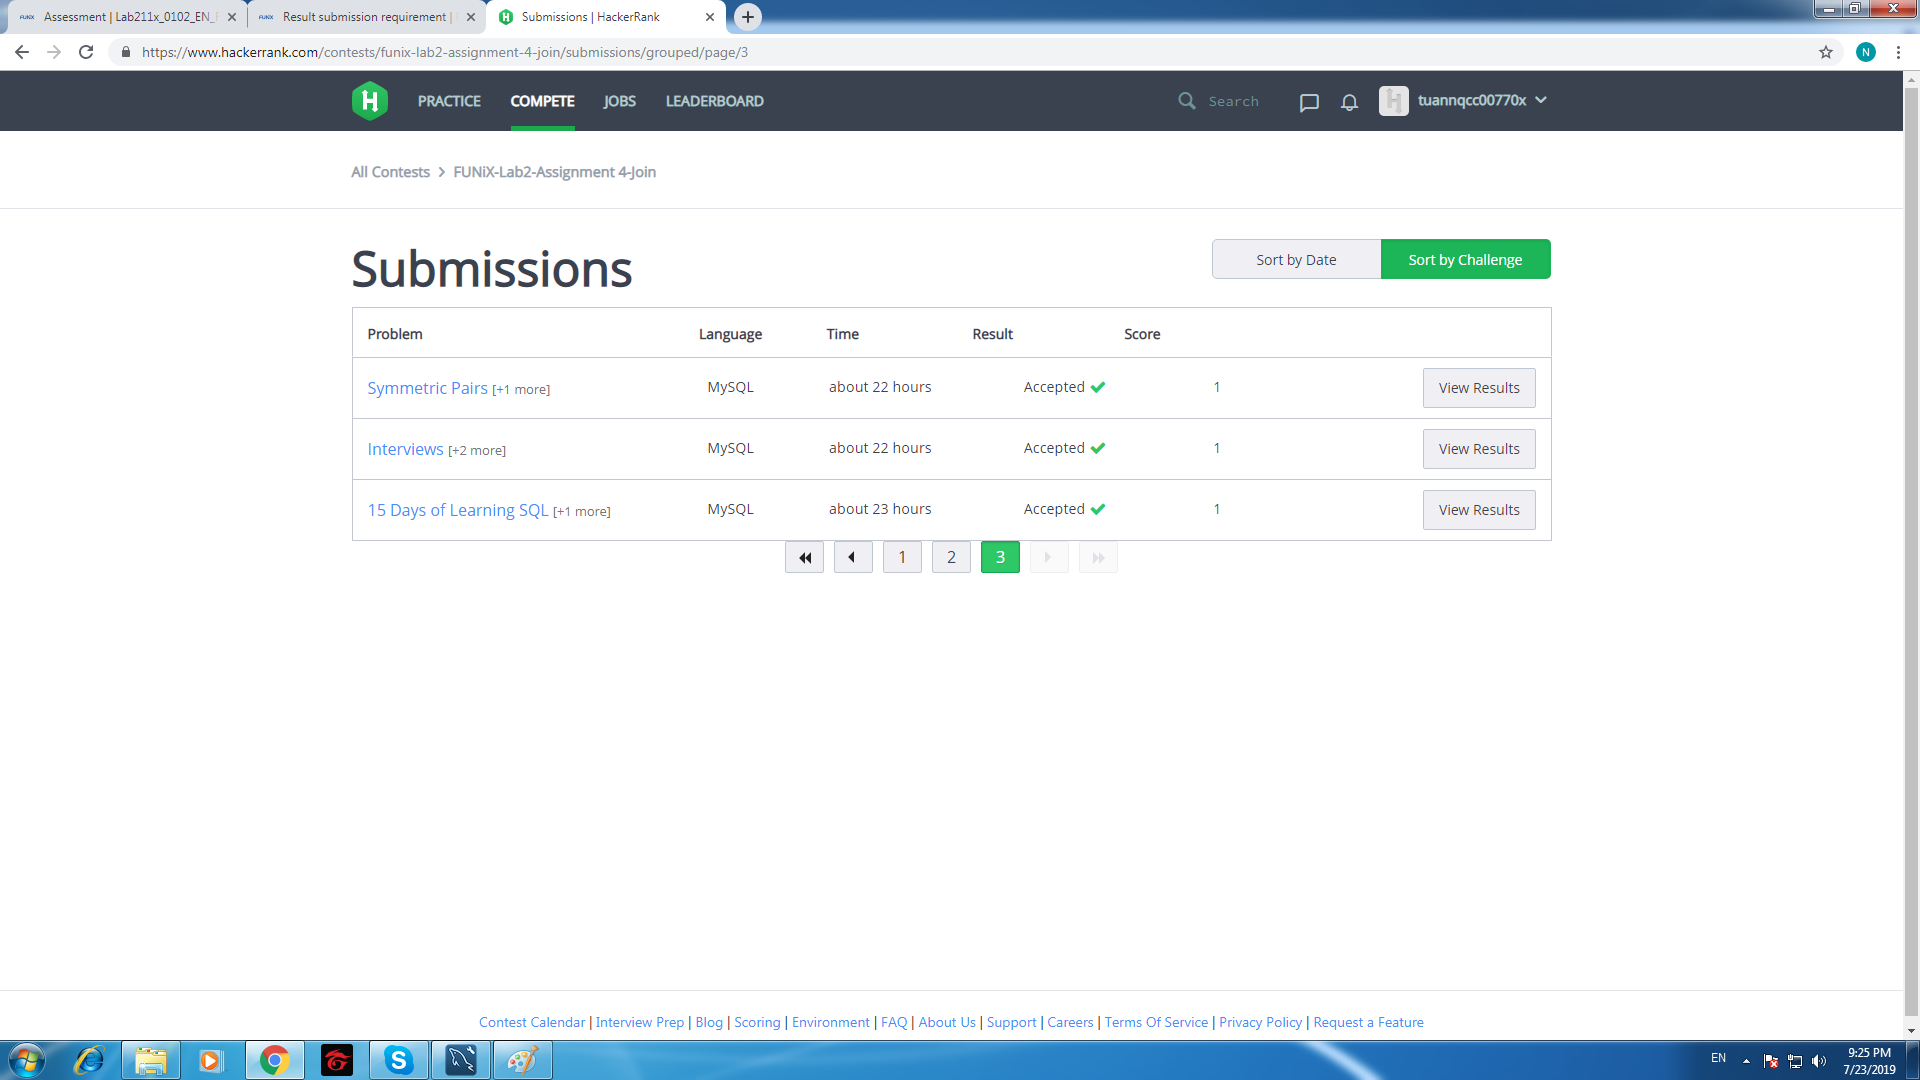 FUNiX Assessment | Lab211x_0102_EN_
FUNiX Result submission requirement |
Submissions | HackerRank
https://www.hackerrank.com/contests/funix-lab2-assignment-4-join/submissions/grouped/page/3
N
H PRACTICE COMPETE JOBS LEADERBOARD Search H tuannqcc00770x
All Contests > FUNiX-Lab2-Assignment 4-Join
Submissions
Sort by Date Sort by Challenge
Problem Language Time Result Score
Symmetric Pairs [+1 more] MySQL about 22 hours Accepted 1 View Results
Interviews [+2 more] MySQL about 22 hours Accepted 1 View Results
15 Days of Learning SQL [+1 more] MySQL about 23 hours Accepted 1 View Results
1 2 3
Contest Calendar | Interview Prep | Blog | Scoring | Environment | FAQ | About Us | Support | Careers | Terms Of Service | Privacy Policy | Request a Feature
EN 9:25 PM
7/23/2019